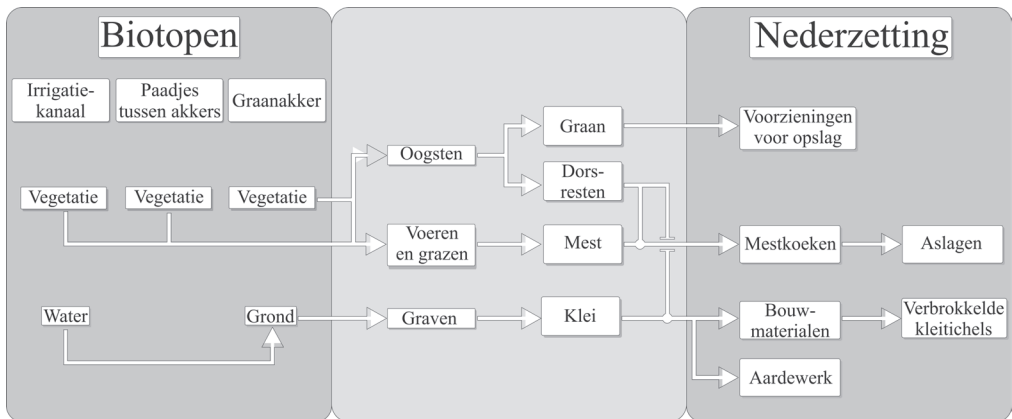 Biotopen
Nederzetting
Irrigatie-
kanaal
Paadjes
tussen akkers
Graanakker
Graan
Voorzieningen
voor opslag
Oogsten
Dors-
resten
Vegetatie
Vegetatie
Vegetatie
Voeren
en grazen
Mest
Mestkoeken
Aslagen
Water
Grond
Graven
Klei
Bouw-
materialen
Verbrokkelde
kleitichels
Aardewerk